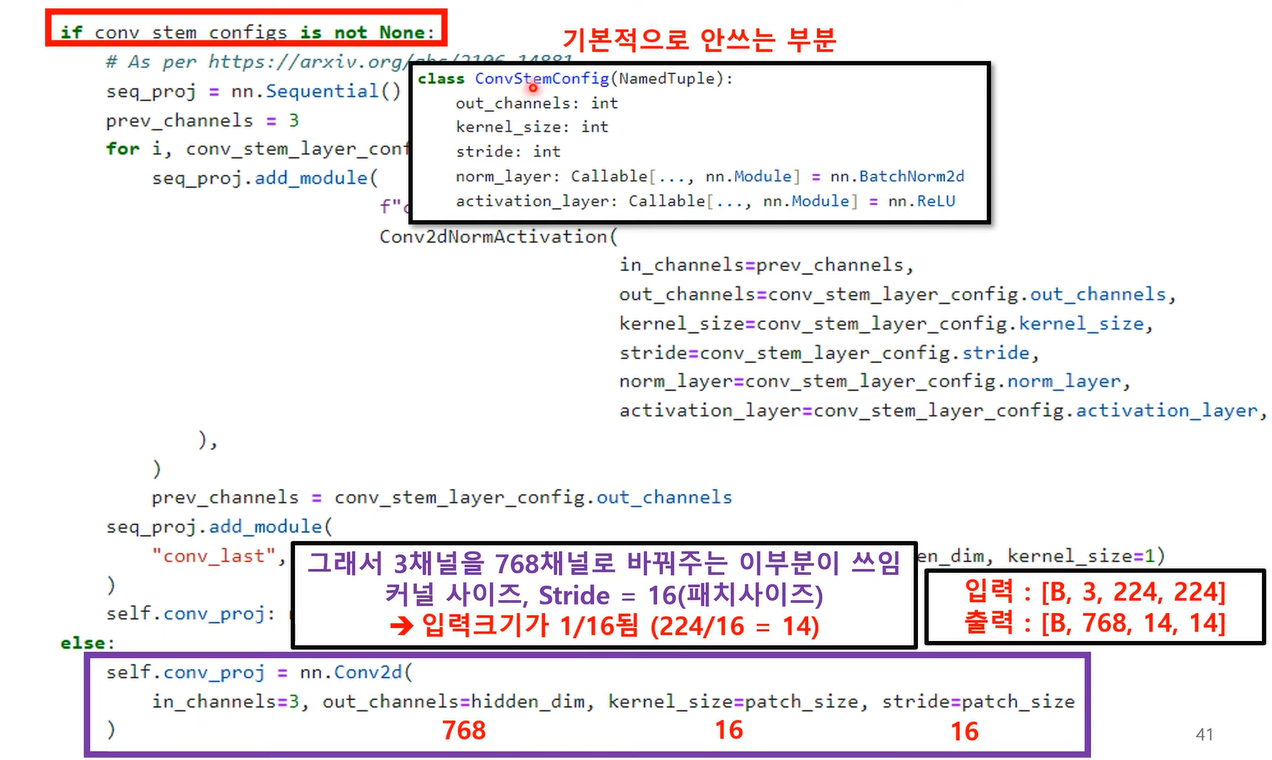 if conv_stem_configs is not None:
기본적으로 안쓰는 부분
# As per https://arxiv.org/abs/2106.14881
seq_proj = nn.Sequential()
prev_channels = 3
for i, conv_stem_layer_conf
seq_proj.add_module(
f"c
class ConvStemConfig(NamedTuple):
out_channels: int
kernel_size: int
stride: int
norm_layer: Callable[..., nn.Module] = nn.BatchNorm2d
activation_layer: Callable[..., nn.Module] = nn.ReLU
Conv2dNormActivation(
in_channels=prev_channels,
out_channels=conv_stem_layer_config.out_channels,
kernel_size=conv_stem_layer_config.kernel_size,
stride=conv_stem_layer_config.stride,
norm_layer=conv_stem_layer_config.norm_layer,
activation_layer=conv_stem_layer_config.activation_layer,
),
)
prev_channels = conv_stem_layer_config.out_channels
seq_proj.add_module(
"conv_last", en_dim, kernel_size=1)
)
self.conv_proj:
그래서 3채널을 768채널로 바꿔주는 이부분이 쓰임
커널 사이즈, Stride = 16(패치사이즈)
➔ 입력크기가 1/16됨 (224/16 = 14)
입력 : [B, 3, 224, 224]
출력 : [B, 768, 14, 14]
else:
self.conv_proj = nn.Conv2d(
in_channels=3, out_channels=hidden_dim, kernel_size=patch_size, stride=patch_size
) 768 16 16
41